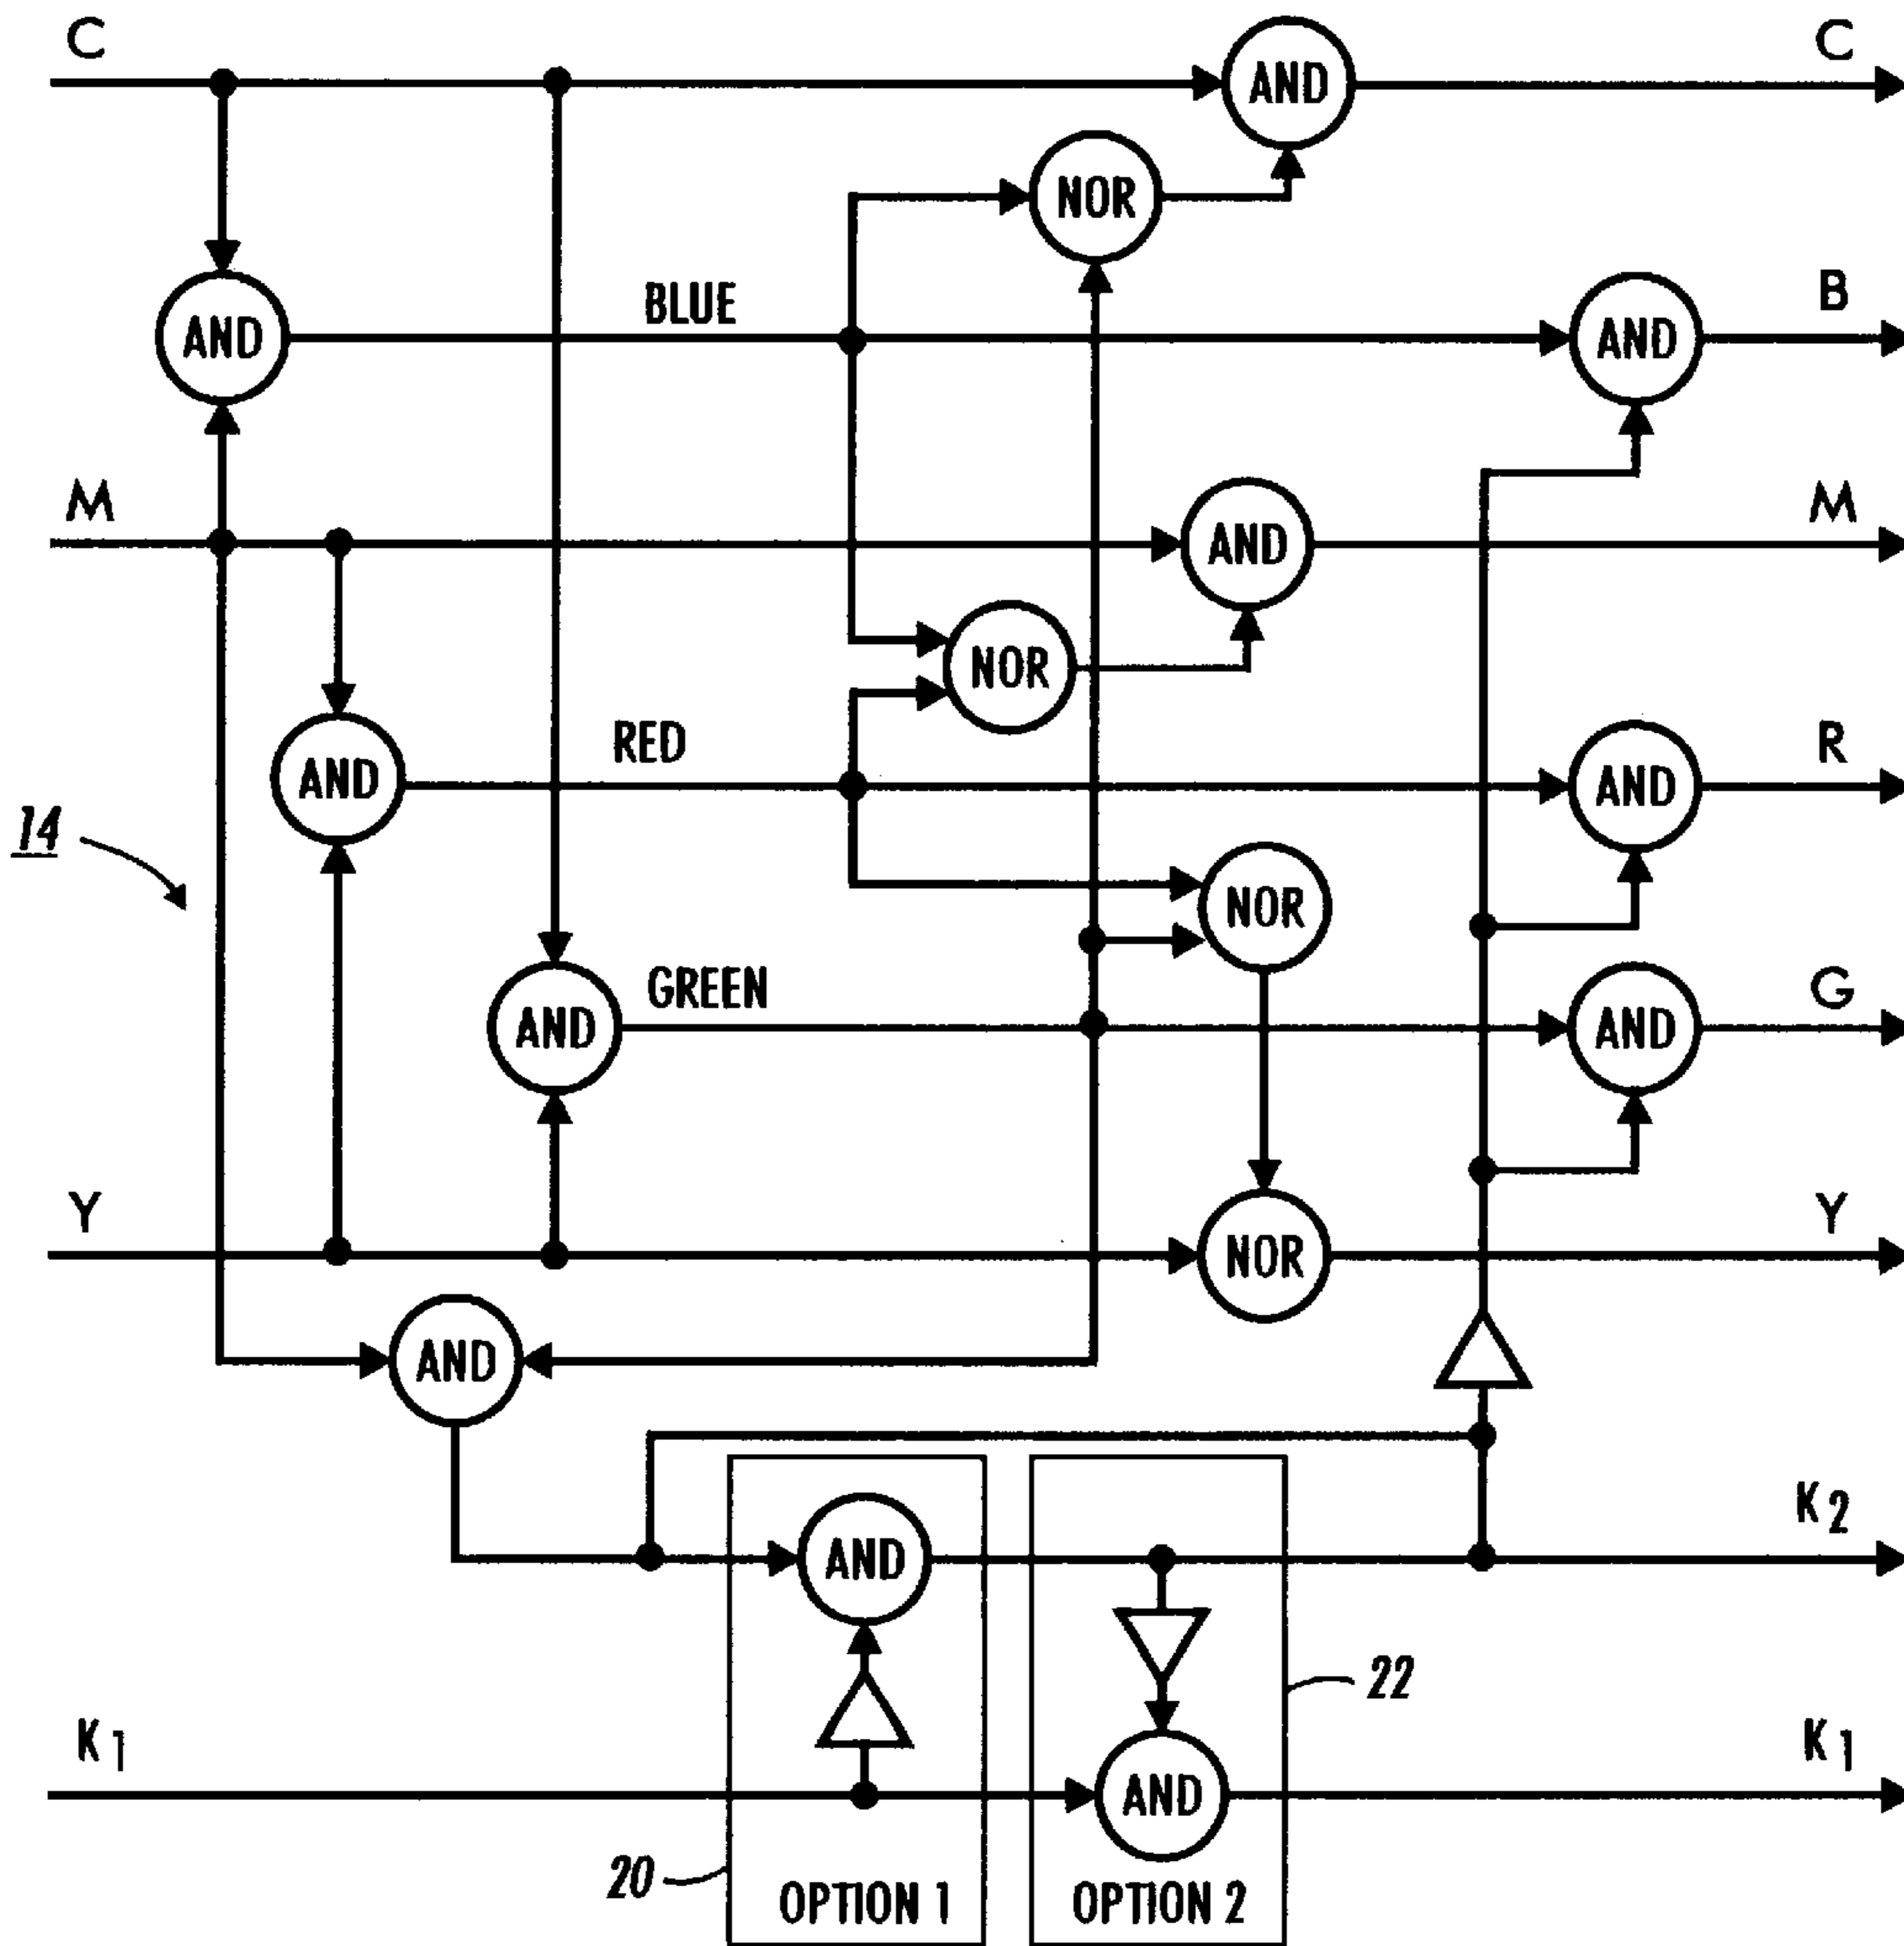 C
C
AND
NOR
BLUE
B
AND
AND
M
M
AND
NOR
RED
R
AND
AND
14
NOR
GREEN
G
AND
AND
Y
Y
NOR
AND
K2
AND
22
K1
K1
AND
20
OPTION 1
OPTION 2